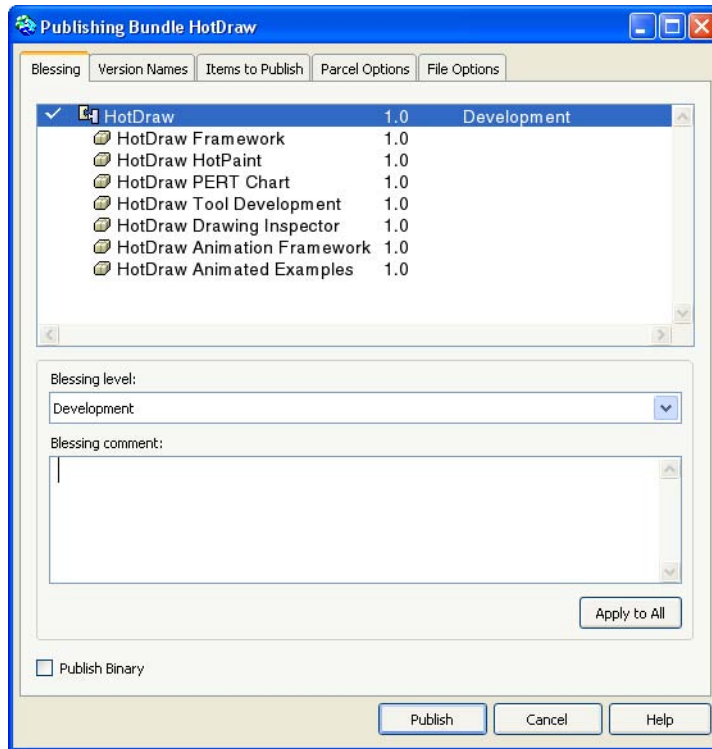 Publishing Bundle HotDraw
Blessing Version Names Items to Publish Parcel Options File Options
HotDraw 1.0 Development
HotDraw Framework 1.0
HotDraw HotPaint 1.0
HotDraw PERT Chart 1.0
HotDraw Tool Development 1.0
HotDraw Drawing Inspector 1.0
HotDraw Animation Framework 1.0
HotDraw Animated Examples 1.0
Blessing level:
Development
Blessing comment:
Apply to All
Publish Binary
Publish Cancel Help